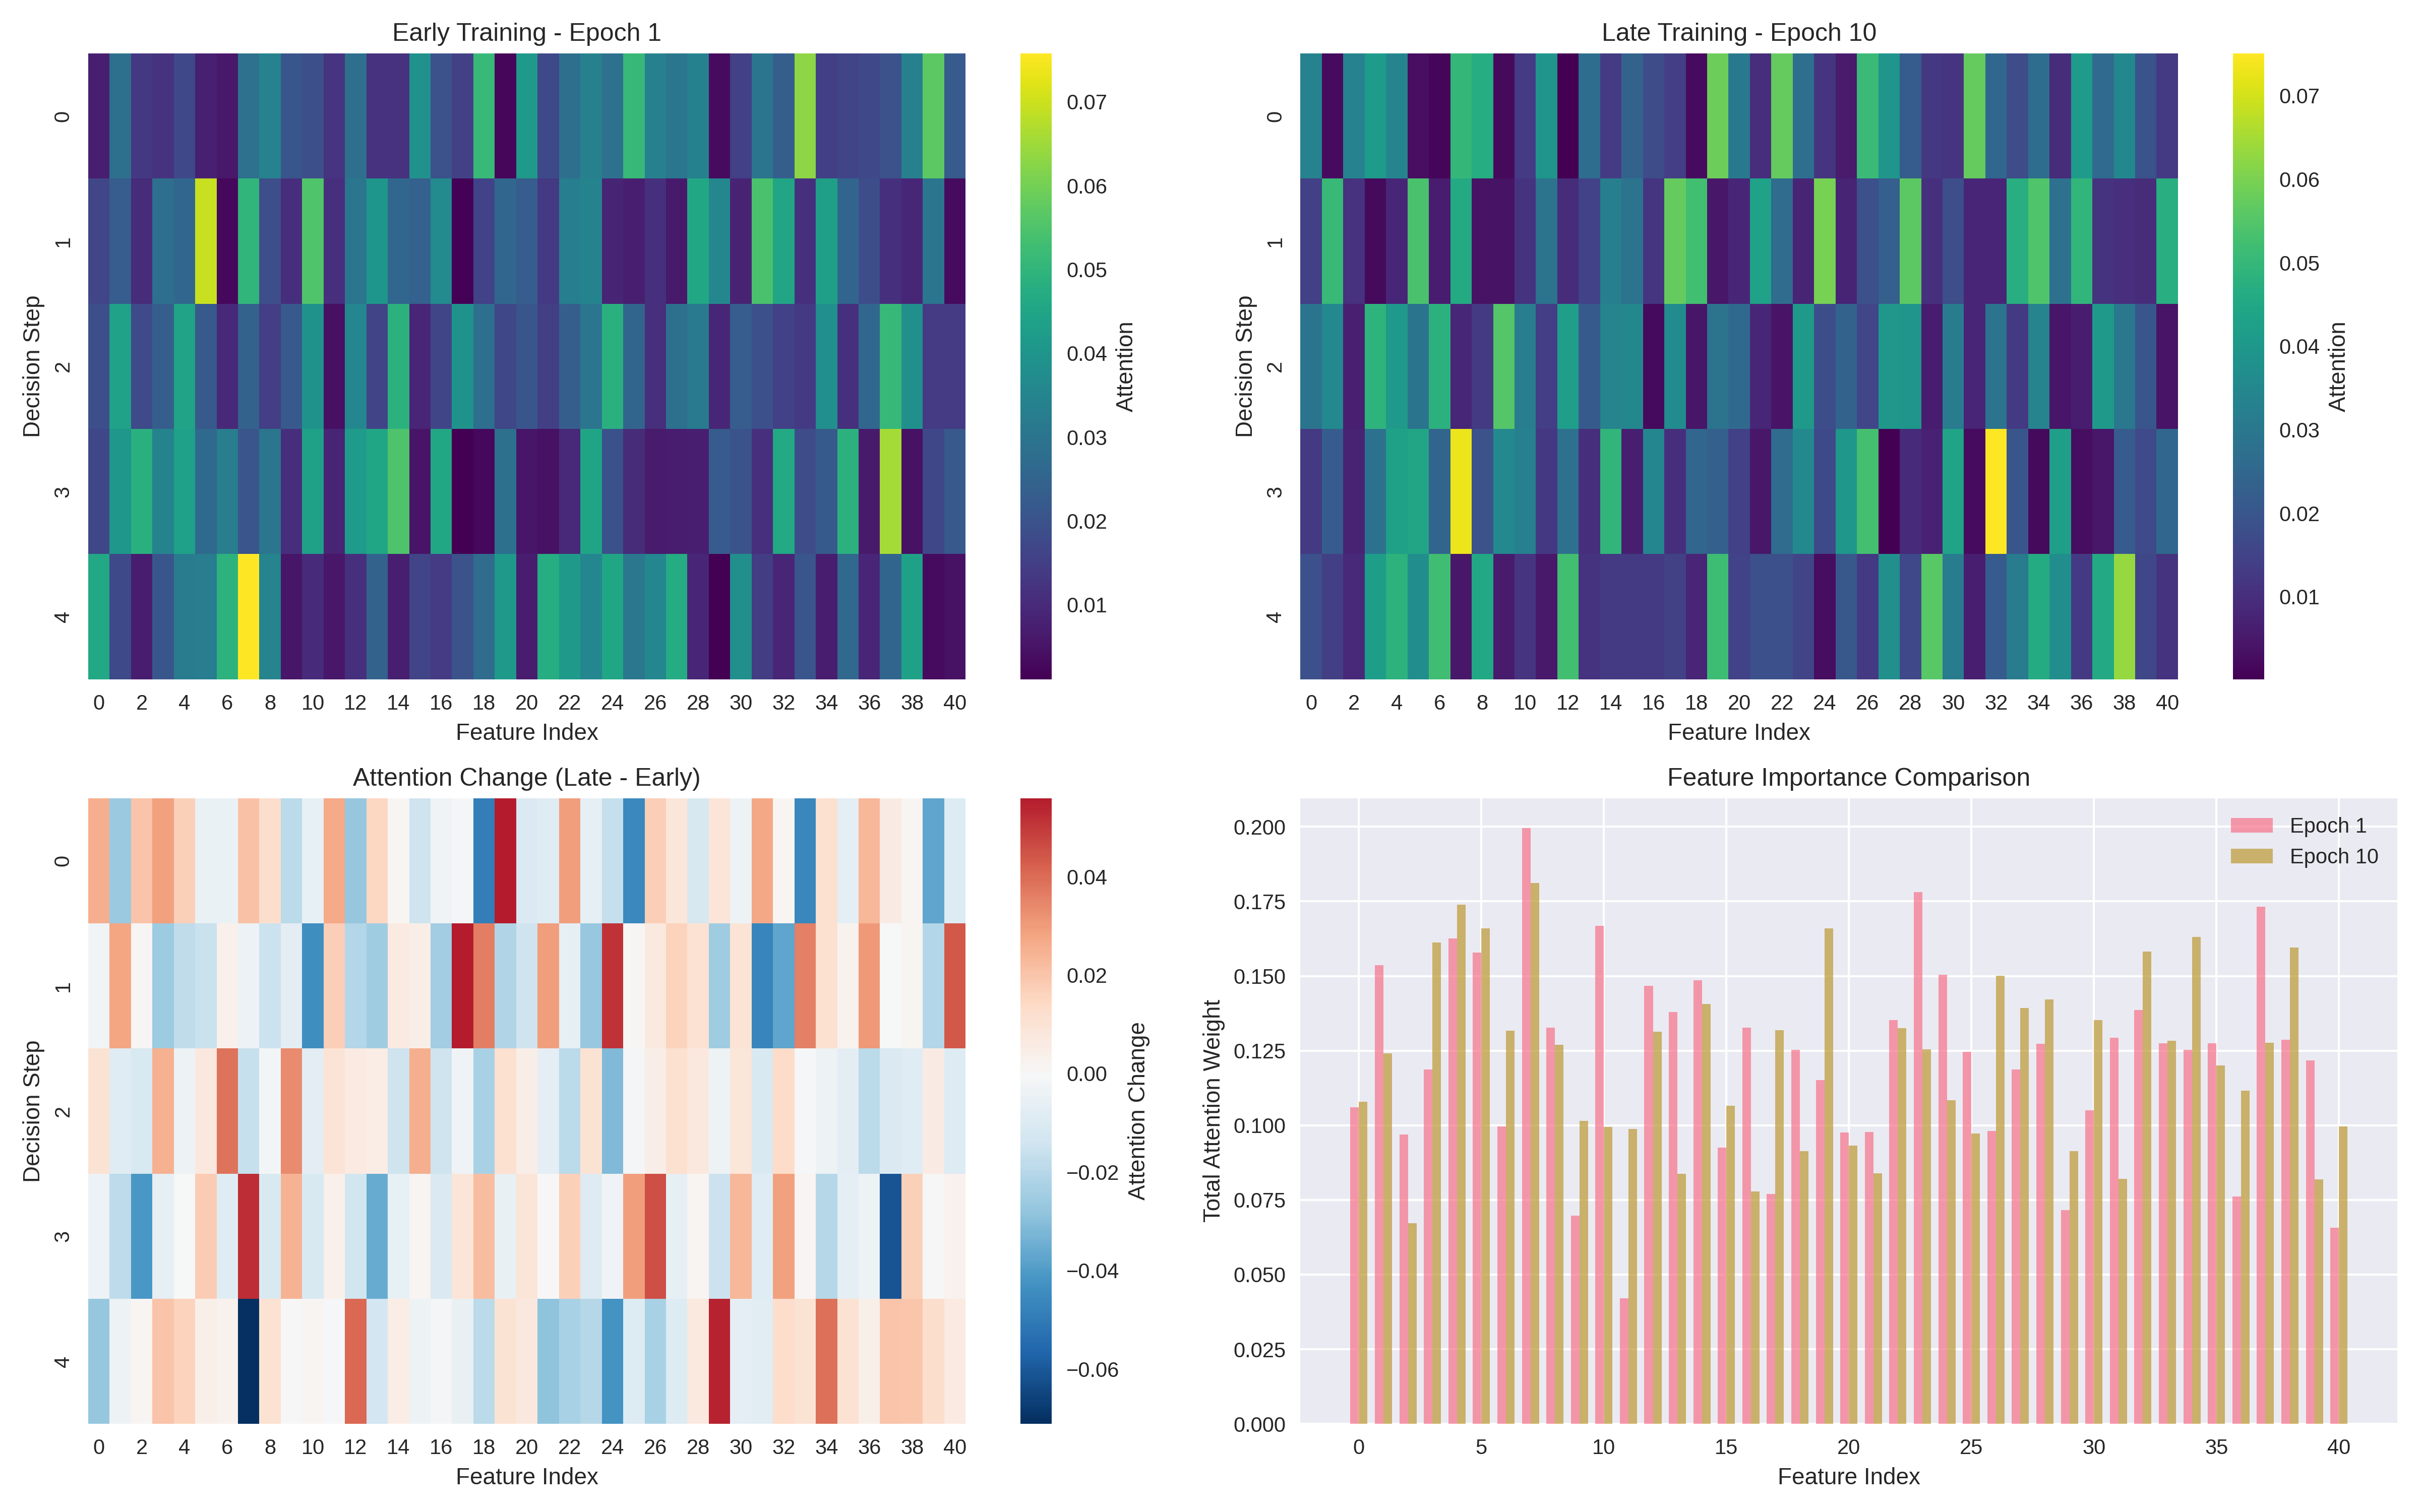 Early Training - Epoch 1
Decision Step
0
1
2
3
4
0 2 4 6 8 10 12 14 16 18 20 22 24 26 28 30 32 34 36 38 40
Feature Index
0.07
0.06
0.05
0.04
0.03
0.02
0.01
Attention
Late Training - Epoch 10
Decision Step
0
1
2
3
4
0 2 4 6 8 10 12 14 16 18 20 22 24 26 28 30 32 34 36 38 40
Feature Index
0.07
0.06
0.05
0.04
0.03
0.02
0.01
Attention
Attention Change (Late - Early)
Decision Step
0
1
2
3
4
0 2 4 6 8 10 12 14 16 18 20 22 24 26 28 30 32 34 36 38 40
Feature Index
0.04
0.02
0.00
−0.02
−0.04
−0.06
Attention Change
Feature Importance Comparison
Total Attention Weight
0.200
0.175
0.150
0.125
0.100
0.075
0.050
0.025
0.000
Epoch 1
Epoch 10
0 5 10 15 20 25 30 35 40
Feature Index